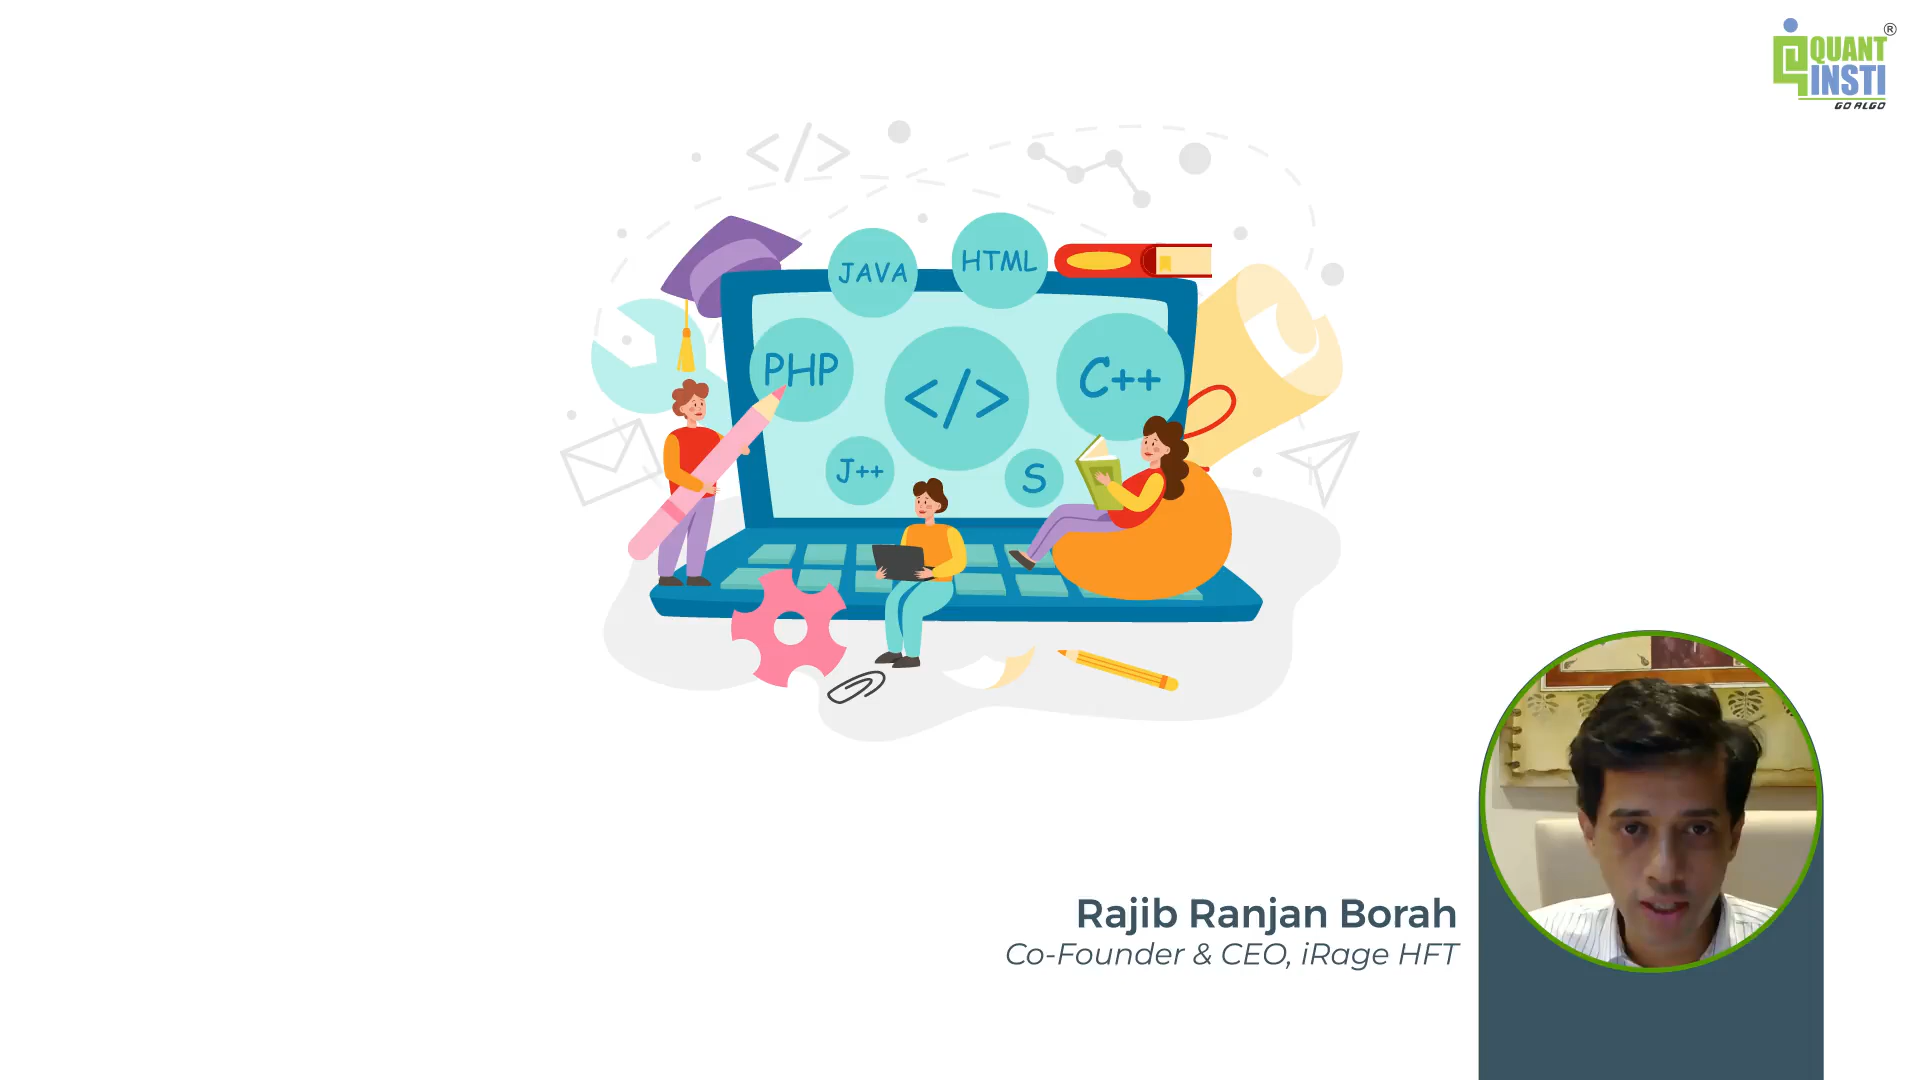 QUANT
INSTI
®
GO ALGO
</>
JAVA
HTML
PHP
</>
C++
J++
S
Rajib Ranjan Borah
Co-Founder & CEO, iRage HFT